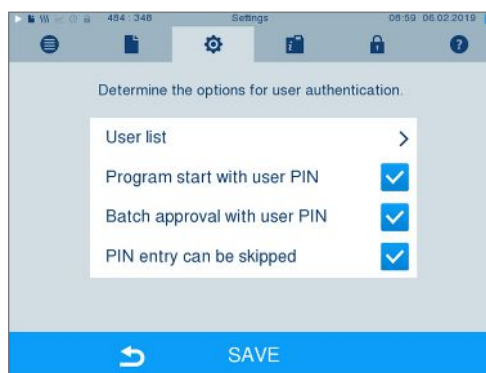 484 : 348 Settings 08:59 06.02.2019
Determine the options for user authentication.
User list
Program start with user PIN
Batch approval with user PIN
PIN entry can be skipped
SAVE